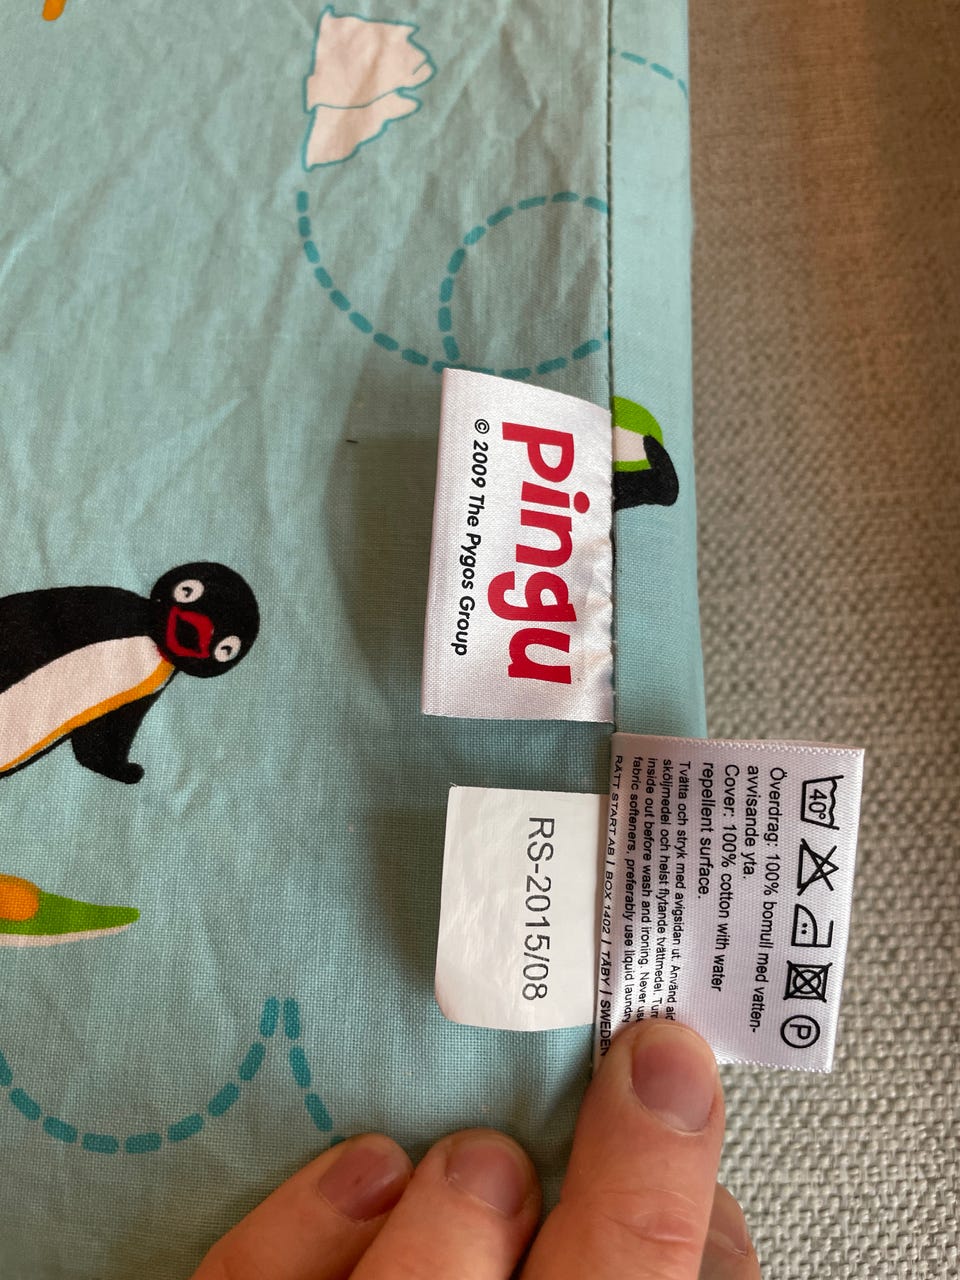 Pingu
© 2009 The Pygos Group
40°
P
Överdrag: 100% bomull med vatten-
avvisande yta.
Cover: 100% cotton with water
repellent surface.
Tvätta och stryk med avigsidan ut. Använd
sköljmedel och helst flytande tvättmedel.
inside out before wash and ironing. Never
fabric softeners, preferably use liquid laundry
RÄTT START AB | BOX 1402 | TÄBY | SWEDEN
RS-2015/08